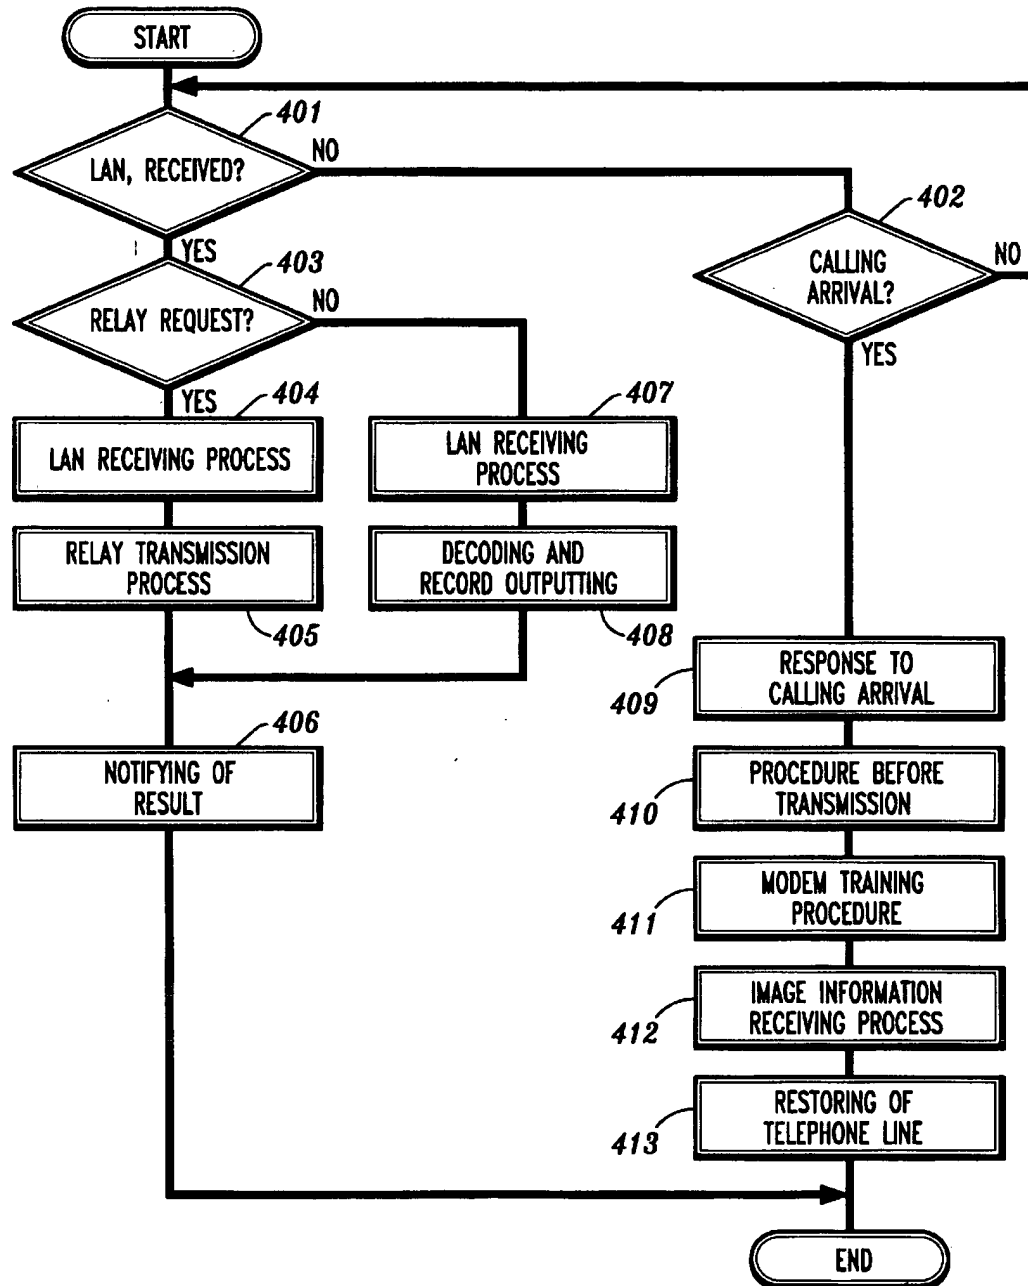 START
401
LAN, RECEIVED?
NO
402
CALLING
ARRIVAL?
NO
YES
YES
403
RELAY REQUEST?
NO
YES
404
LAN RECEIVING PROCESS
407
LAN RECEIVING
PROCESS
RELAY TRANSMISSION
PROCESS
405
DECODING AND
RECORD OUTPUTTING
408
RESPONSE TO
CALLING ARRIVAL
409
406
NOTIFYING OF
RESULT
PROCEDURE BEFORE
TRANSMISSION
410
MODEM TRAINING
PROCEDURE
411
IMAGE INFORMATION
RECEIVING PROCESS
412
RESTORING OF
TELEPHONE LINE
413
END